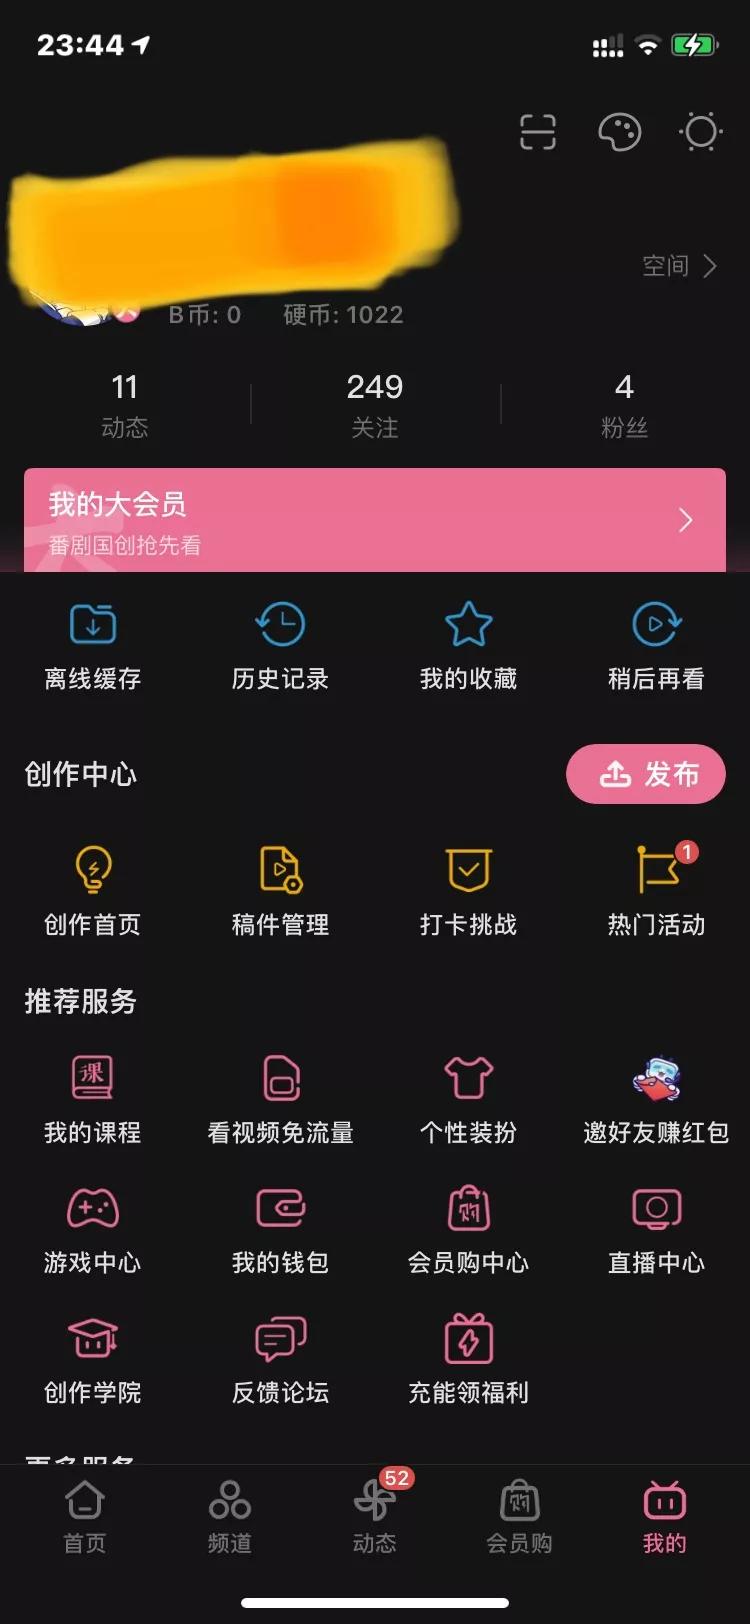 23:44
空间
B币: 0 硬币: 1022
11 249 4
动态 关注 粉丝
我的大会员
番剧国创抢先看
离线缓存 历史记录 我的收藏 稍后再看
创作中心 发布
1
创作首页 稿件管理 打卡挑战 热门活动
推荐服务
课
我的课程 看视频免流量 个性装扮 邀好友赚红包
购
游戏中心 我的钱包 会员购中心 直播中心
创作学院 反馈论坛 充能领福利
更多服务
52
购
首页 频道 动态 会员购 我的